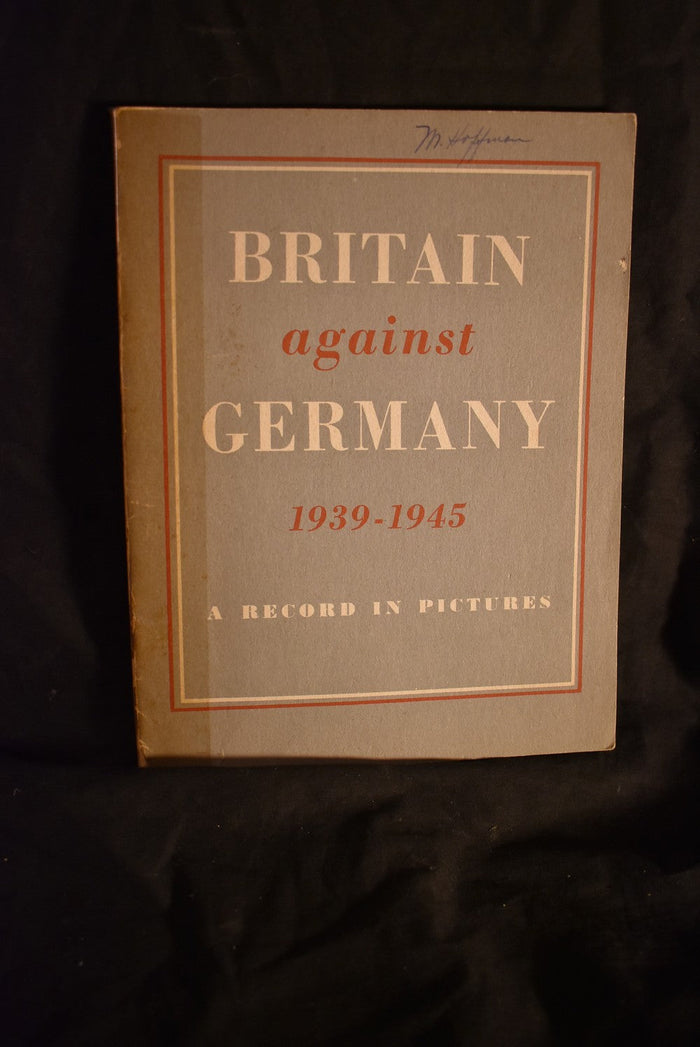 M. Hoffman
BRITAIN
against
GERMANY
1939-1945
A RECORD IN PICTURES